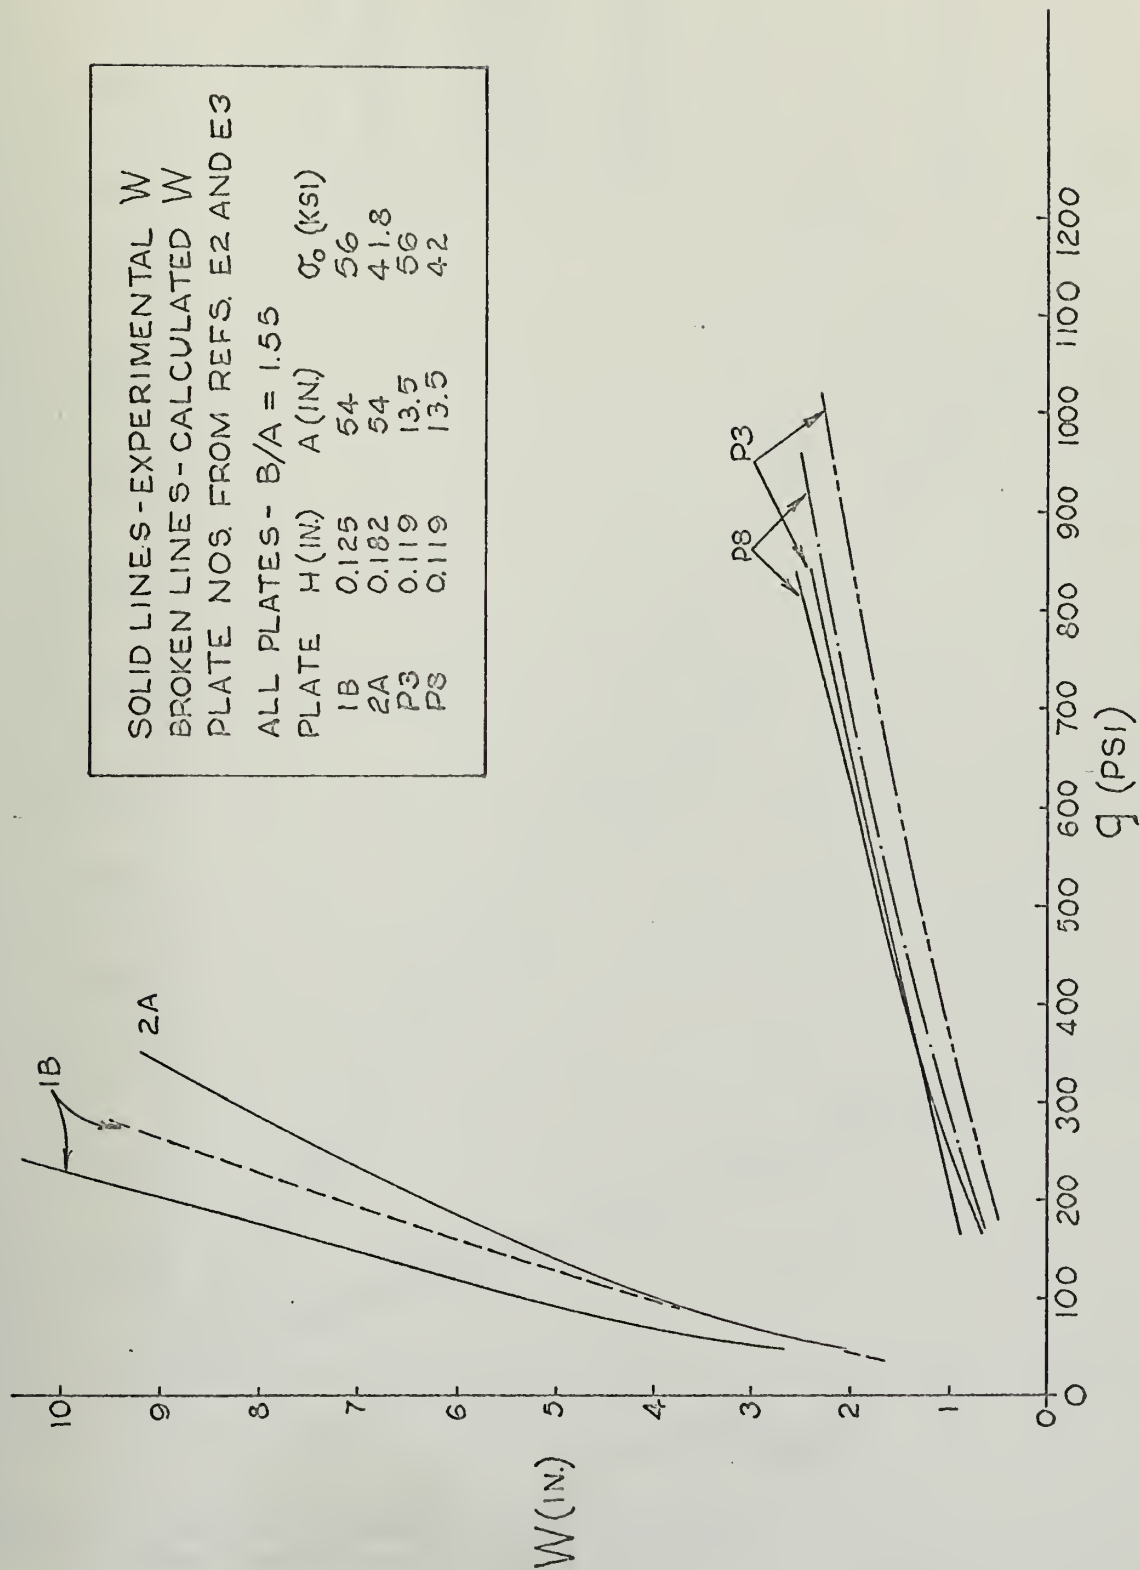 SOLID LINES-EXPERIMENTAL W
BROKEN LINES-CALCULATED W
PLATE NOS. FROM REFS. E2 AND E3
ALL PLATES- B/A = 1.55
PLATE H(IN.) A(IN.) σ₀ (KSI)
1B 0.125 54 56
2A 0.182 54 41.8
P3 0.119 13.5 56
P8 0.119 13.5 42
1B
2A
P8
P3
W(IN.)
10
9
8
7
6
5
4
3
2
1
0
0 100 200 300 400 500 600 700 800 900 1000 1100 1200
q (PSI)